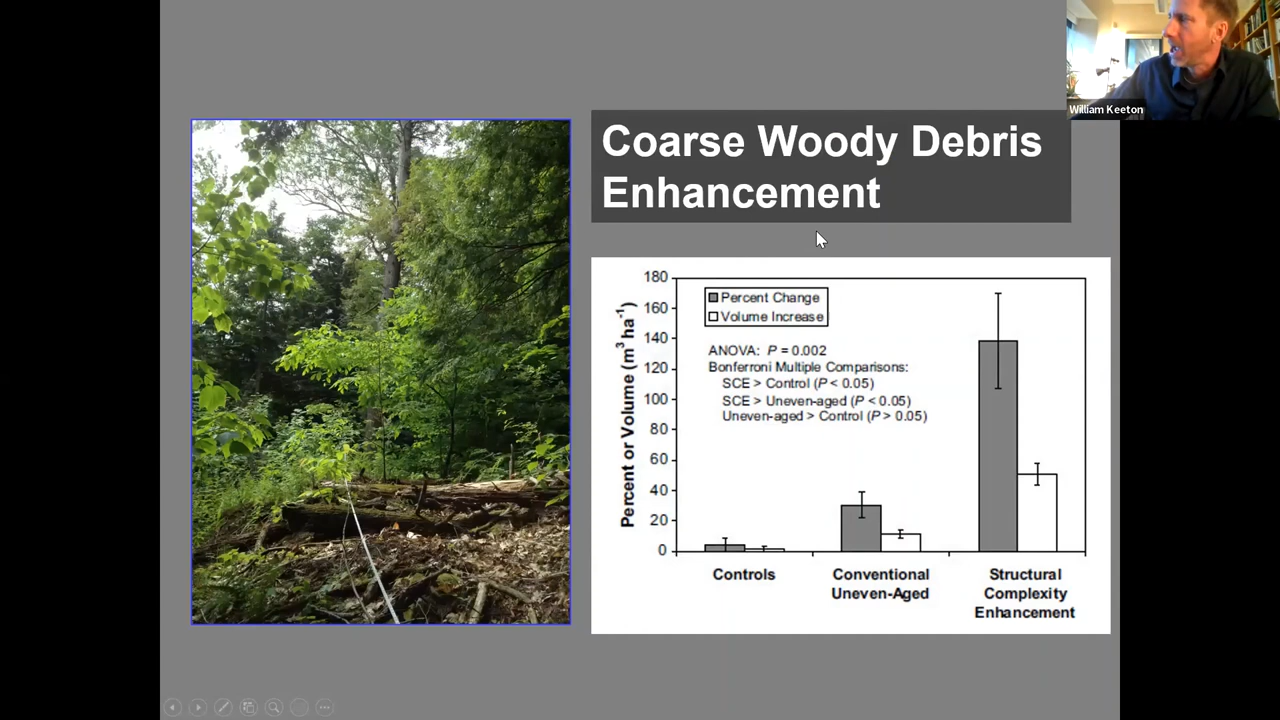 William Keeton
Coarse Woody Debris
Enhancement
Percent or Volume (m³ ha⁻¹)
180
160
140
120
100
80
60
40
20
0
Percent Change
Volume Increase
ANOVA: P = 0.002
Bonferroni Multiple Comparisons:
SCE > Control (P < 0.05)
SCE > Uneven-aged (P < 0.05)
Uneven-aged > Control (P > 0.05)
Controls
Conventional
Uneven-Aged
Structural
Complexity
Enhancement